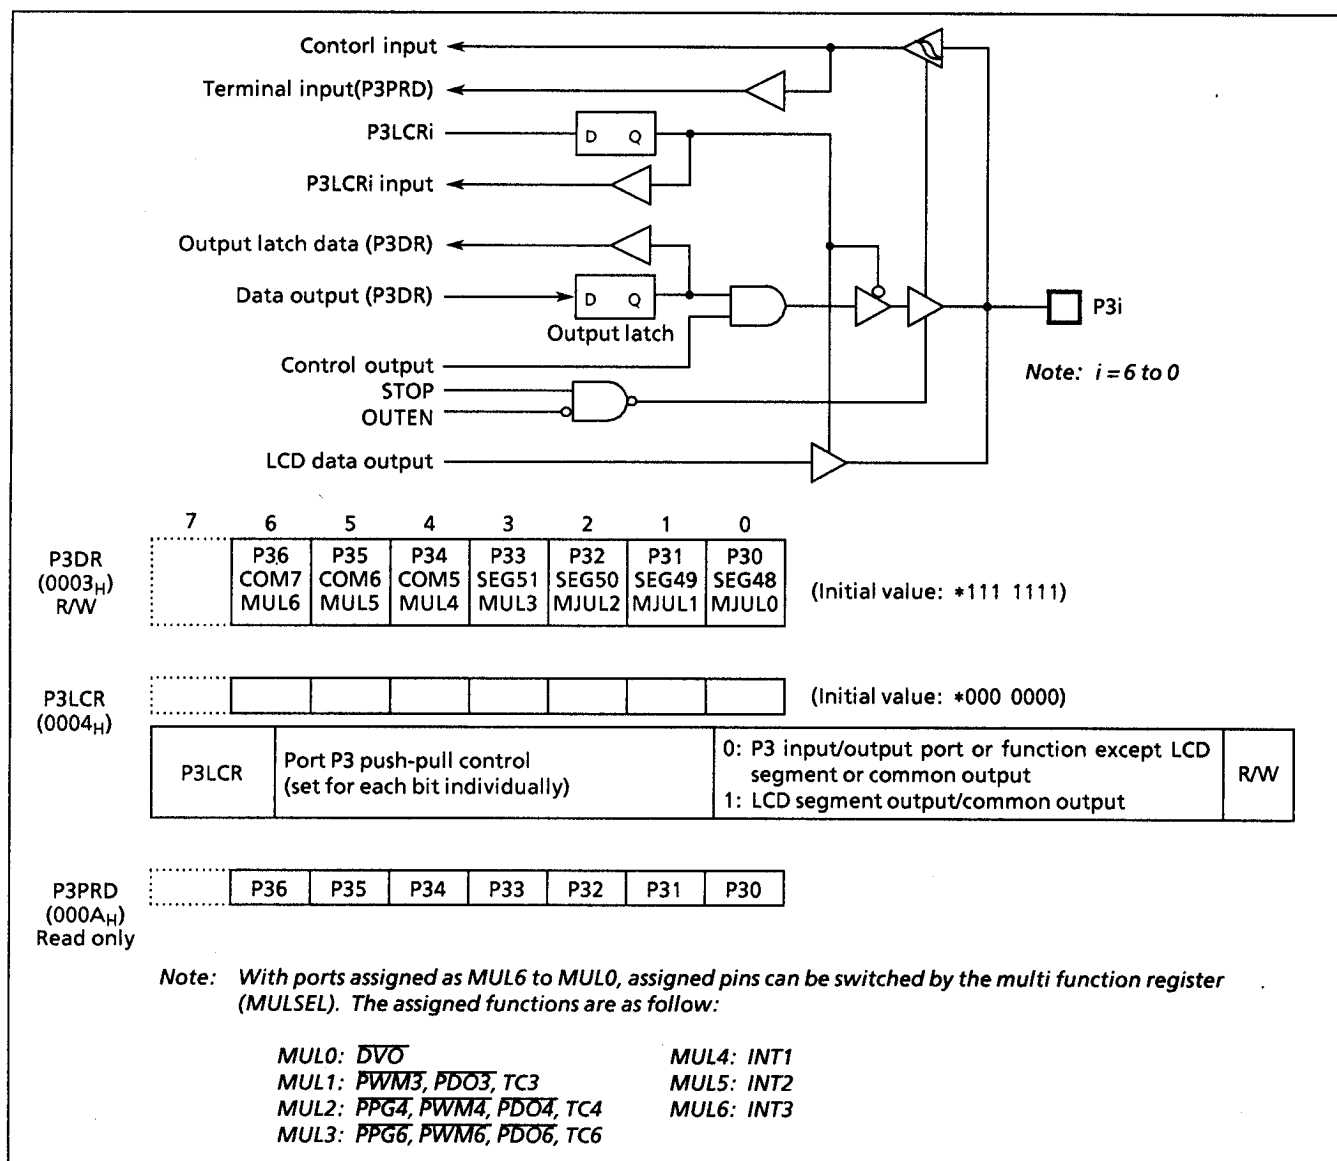 Contorl input
Terminal input(P3PRD)
P3LCRi
D Q
P3LCRi input
Output latch data (P3DR)
Data output (P3DR)
D Q
Output latch
P3i
Control output
Note: i = 6 to 0
STOP
OUTEN
LCD data output
7 6 5 4 3 2 1 0
P3DR
(0003H)
R/W
P36 P35 P34 P33 P32 P31 P30
COM7 COM6 COM5 SEG51 SEG50 SEG49 SEG48
MUL6 MUL5 MUL4 MUL3 MJUL2 MJUL1 MJUL0
(Initial value: *111 1111)
P3LCR
(0004H)
(Initial value: *000 0000)
P3LCR
Port P3 push-pull control
(set for each bit individually)
0: P3 input/output port or function except LCD
segment or common output
1: LCD segment output/common output
R/W
P3PRD
(000AH)
Read only
P36 P35 P34 P33 P32 P31 P30
Note: With ports assigned as MUL6 to MUL0, assigned pins can be switched by the multi function register
(MULSEL). The assigned functions are as follow:
MUL0: DVO
MUL1: PWM3, PDO3, TC3
MUL2: PPG4, PWM4, PDO4, TC4
MUL3: PPG6, PWM6, PDO6, TC6
MUL4: INT1
MUL5: INT2
MUL6: INT3